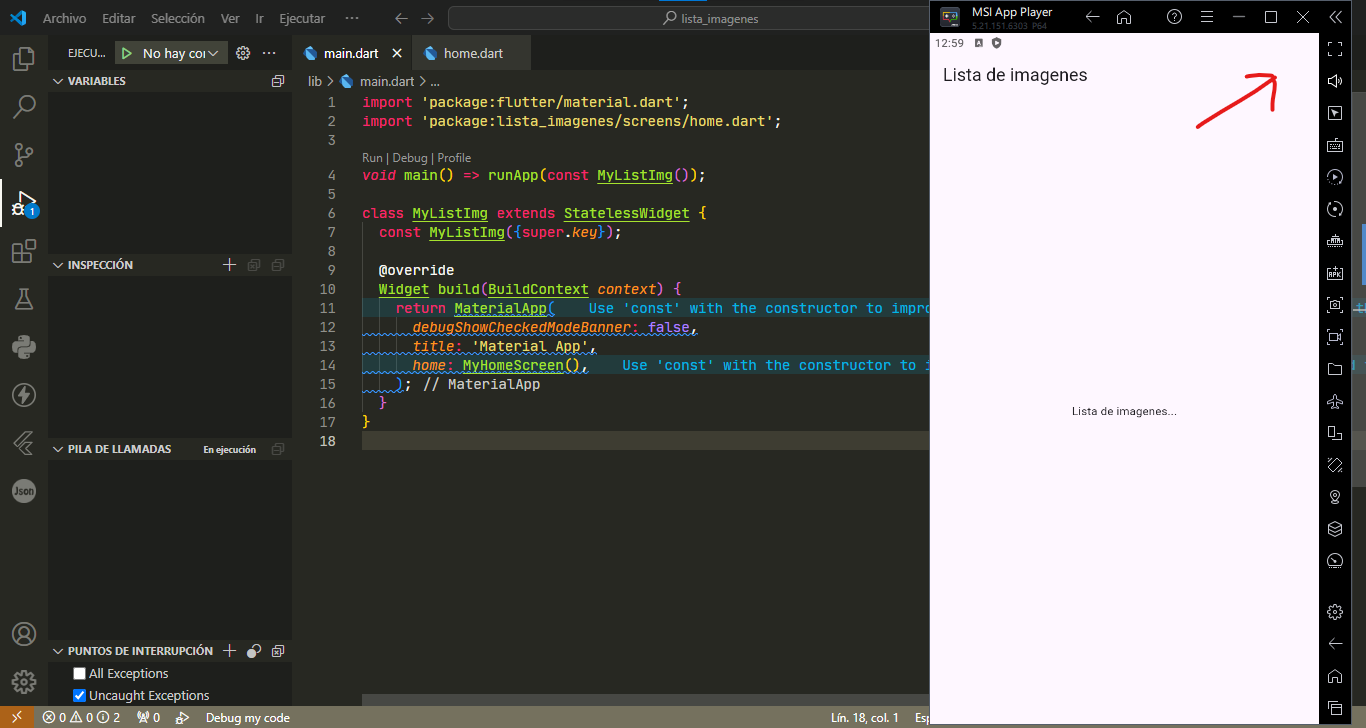 Archivo Editar Selección Ver Ir Ejecutar ··· lista_imagenes
EJECU... No hay cor ···
main.dart home.dart
lib > main.dart > ...
VARIABLES
INSPECCIÓN
PILA DE LLAMADAS En ejecución
PUNTOS DE INTERRUPCIÓN
All Exceptions
Uncaught Exceptions
Json
1
1 import 'package:flutter/material.dart';
2 import 'package:lista_imagenes/screens/home.dart';
3
Run | Debug | Profile
4 void main() => runApp(const MyListImg());
5
6 class MyListImg extends StatelessWidget {
7 const MyListImg({super.key});
8
9 @override
10 Widget build(BuildContext context) {
11 return MaterialApp( Use 'const' with the constructor to impro
12 debugShowCheckedModeBanner: false,
13 title: 'Material App',
14 home: MyHomeScreen(), Use 'const' with the constructor to i
15 ); // MaterialApp
16 }
17 }
18
0 0 2 0 Debug my code Lín. 18, col. 1 Esp
MSI App Player
5.21.151.6303 P64
12:59
Lista de imagenes
Lista de imagenes...
APK